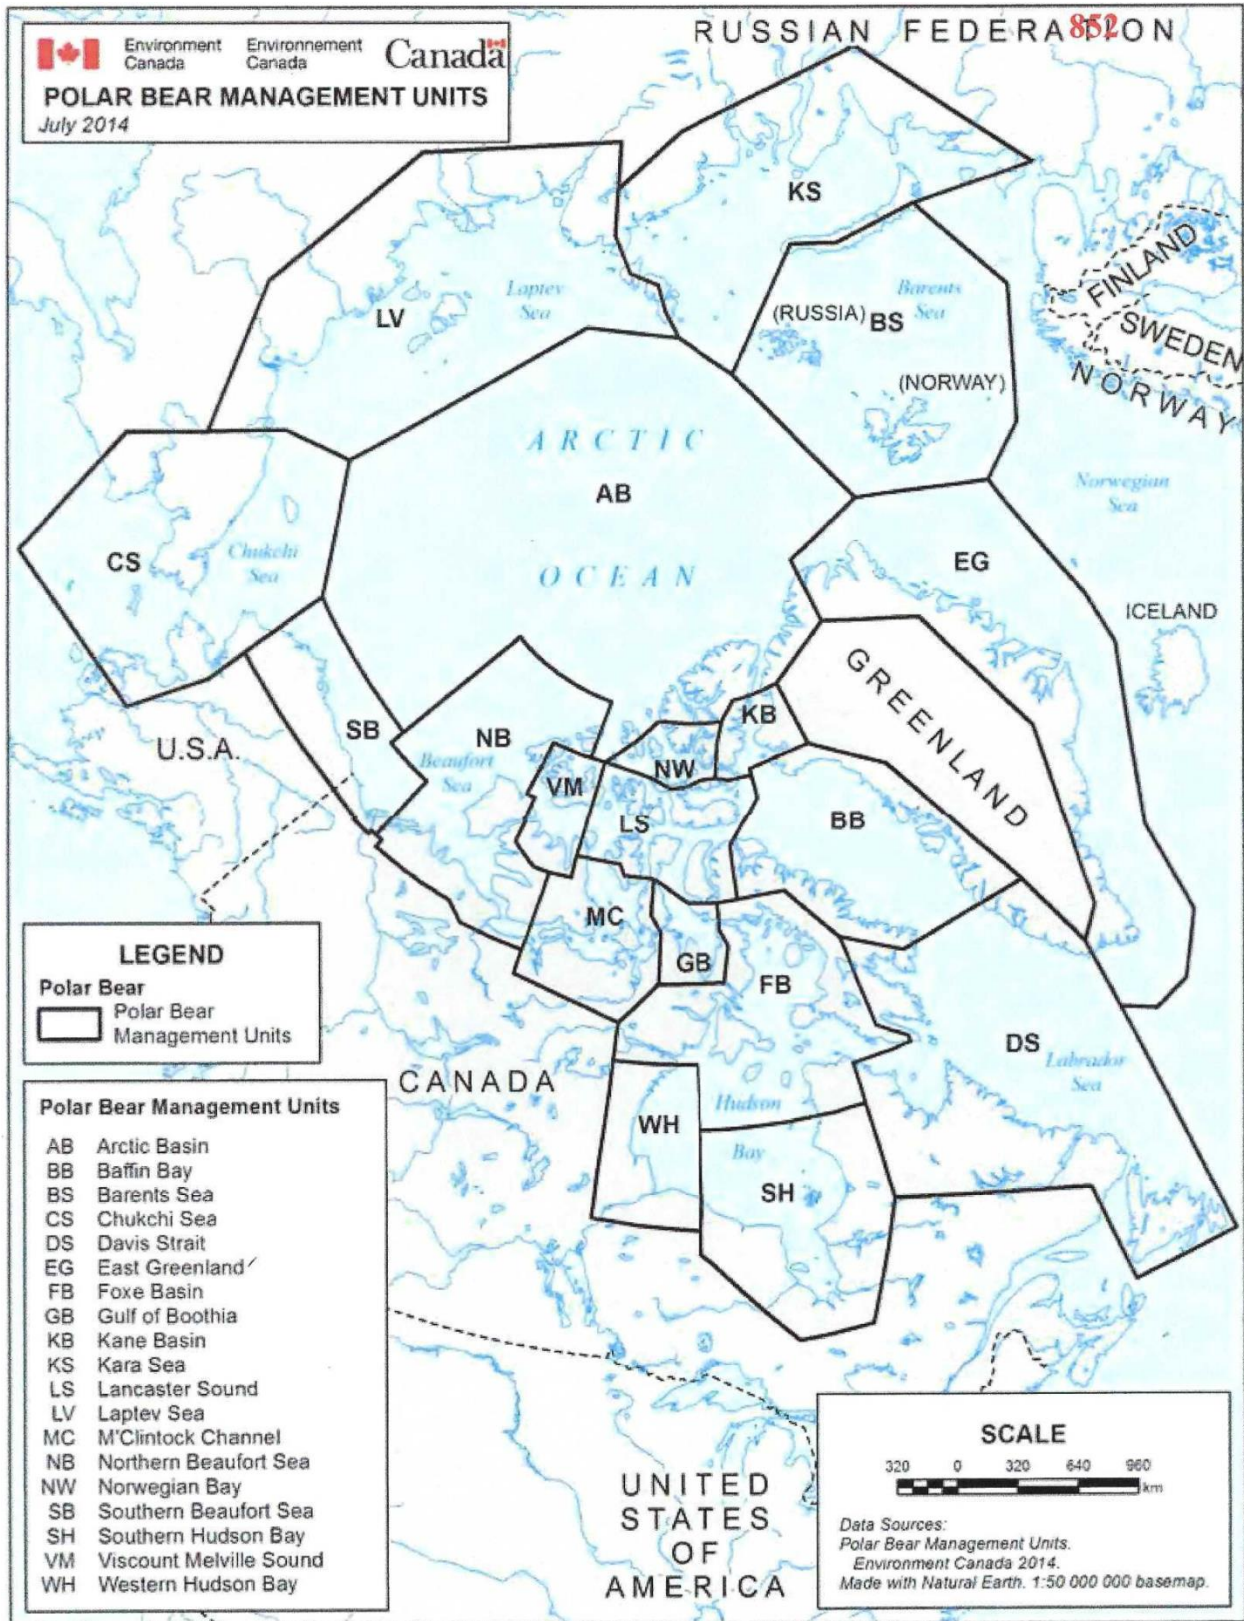 Environment
Canada
Environnement
Canada
Canada
POLAR BEAR MANAGEMENT UNITS
July 2014
RUSSIAN FEDERATION
852
KS
Laptev
Sea
LV
Barents
Sea
(RUSSIA)
BS
(NORWAY)
FINLAND
SWEDEN
NORWAY
ARCTIC
AB
OCEAN
Norwegian
Sea
CS
Chukchi
Sea
EG
ICELAND
GREENLAND
U.S.A.
SB
NB
Beaufort
Sea
KB
NW
VM
LS
BB
MC
GB
FB
DS
Labrador
Sea
CANADA
Hudson
Bay
WH
SH
LEGEND
Polar Bear
Polar Bear
Management Units
Polar Bear Management Units
AB Arctic Basin
BB Baffin Bay
BS Barents Sea
CS Chukchi Sea
DS Davis Strait
EG East Greenland
FB Foxe Basin
GB Gulf of Boothia
KB Kane Basin
KS Kara Sea
LS Lancaster Sound
LV Laptev Sea
MC M'Clintock Channel
NB Northern Beaufort Sea
NW Norwegian Bay
SB Southern Beaufort Sea
SH Southern Hudson Bay
VM Viscount Melville Sound
WH Western Hudson Bay
UNITED
STATES
OF
AMERICA
SCALE
320 0 320 640 960
km
Data Sources:
Polar Bear Management Units.
Environment Canada 2014.
Made with Natural Earth. 1:50 000 000 basemap.